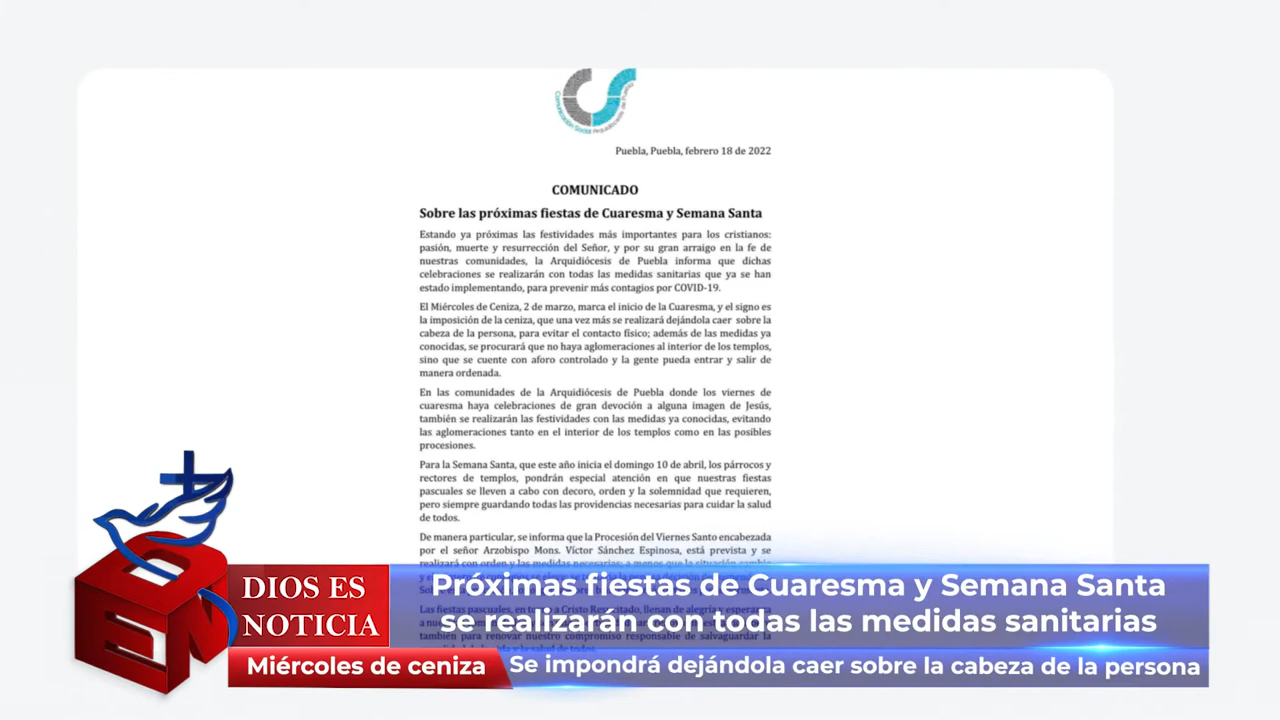 Comunicación Social Arquidiócesis de Puebla
Puebla, Puebla, febrero 18 de 2022
COMUNICADO
Sobre las próximas fiestas de Cuaresma y Semana Santa
Estando ya próximas las festividades más importantes para los cristianos:
pasión, muerte y resurrección del Señor, y por su gran arraigo en la fe de
nuestras comunidades, la Arquidiócesis de Puebla informa que dichas
celebraciones se realizarán con todas las medidas sanitarias que ya se han
estado implementando, para prevenir más contagios por COVID-19.
El Miércoles de Ceniza, 2 de marzo, marca el inicio de la Cuaresma, y el signo es
la imposición de la ceniza, que una vez más se realizará dejándola caer sobre la
cabeza de la persona, para evitar el contacto físico; además de las medidas ya
conocidas, se procurará que no haya aglomeraciones al interior de los templos,
sino que se cuente con aforo controlado y la gente pueda entrar y salir de
manera ordenada.
En las comunidades de la Arquidiócesis de Puebla donde los viernes de
cuaresma haya celebraciones de gran devoción a alguna imagen de Jesús,
también se realizarán las festividades con las medidas ya conocidas, evitando
las aglomeraciones tanto en el interior de los templos como en las posibles
procesiones.
Para la Semana Santa, que este año inicia el domingo 10 de abril, los párrocos y
rectores de templos, pondrán especial atención en que nuestras fiestas
pascuales se lleven a cabo con decoro, orden y la solemnidad que requieren,
pero siempre guardando todas las providencias necesarias para cuidar la salud
de todos.
De manera particular, se informa que la Procesión del Viernes Santo encabezada
por el señor Arzobispo Mons. Víctor Sánchez Espinosa, está prevista y se
realizará con orden y las medidas necesarias; a menos que la situación cambie
DEN
DIOS ES
NOTICIA
Próximas fiestas de Cuaresma y Semana Santa
se realizarán con todas las medidas sanitarias
Miércoles de ceniza
Se impondrá dejándola caer sobre la cabeza de la persona